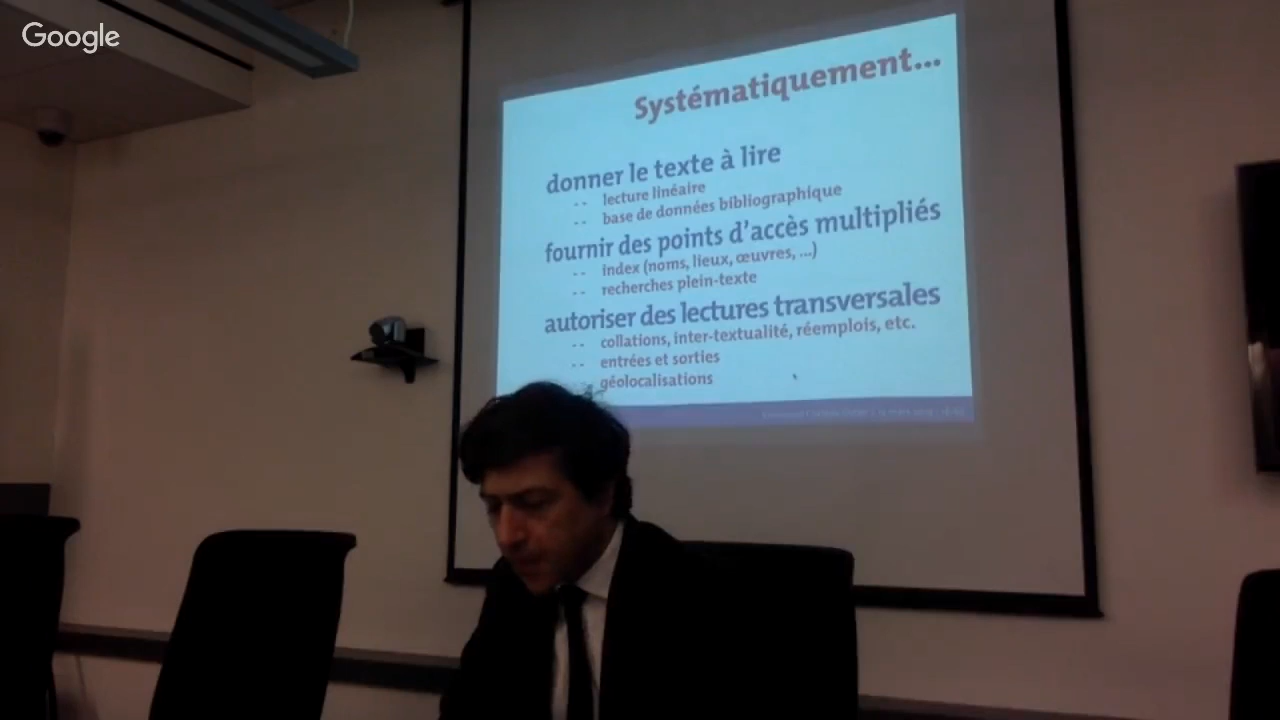 Google
Systématiquement...
donner le texte à lire
-- lecture linéaire
-- base de données bibliographique
fournir des points d'accès multipliés
-- index (noms, lieux, œuvres, ...)
-- recherches plein-texte
autoriser des lectures transversales
-- collations, inter-textualité, réemplois, etc.
-- entrées et sorties
géolocalisations